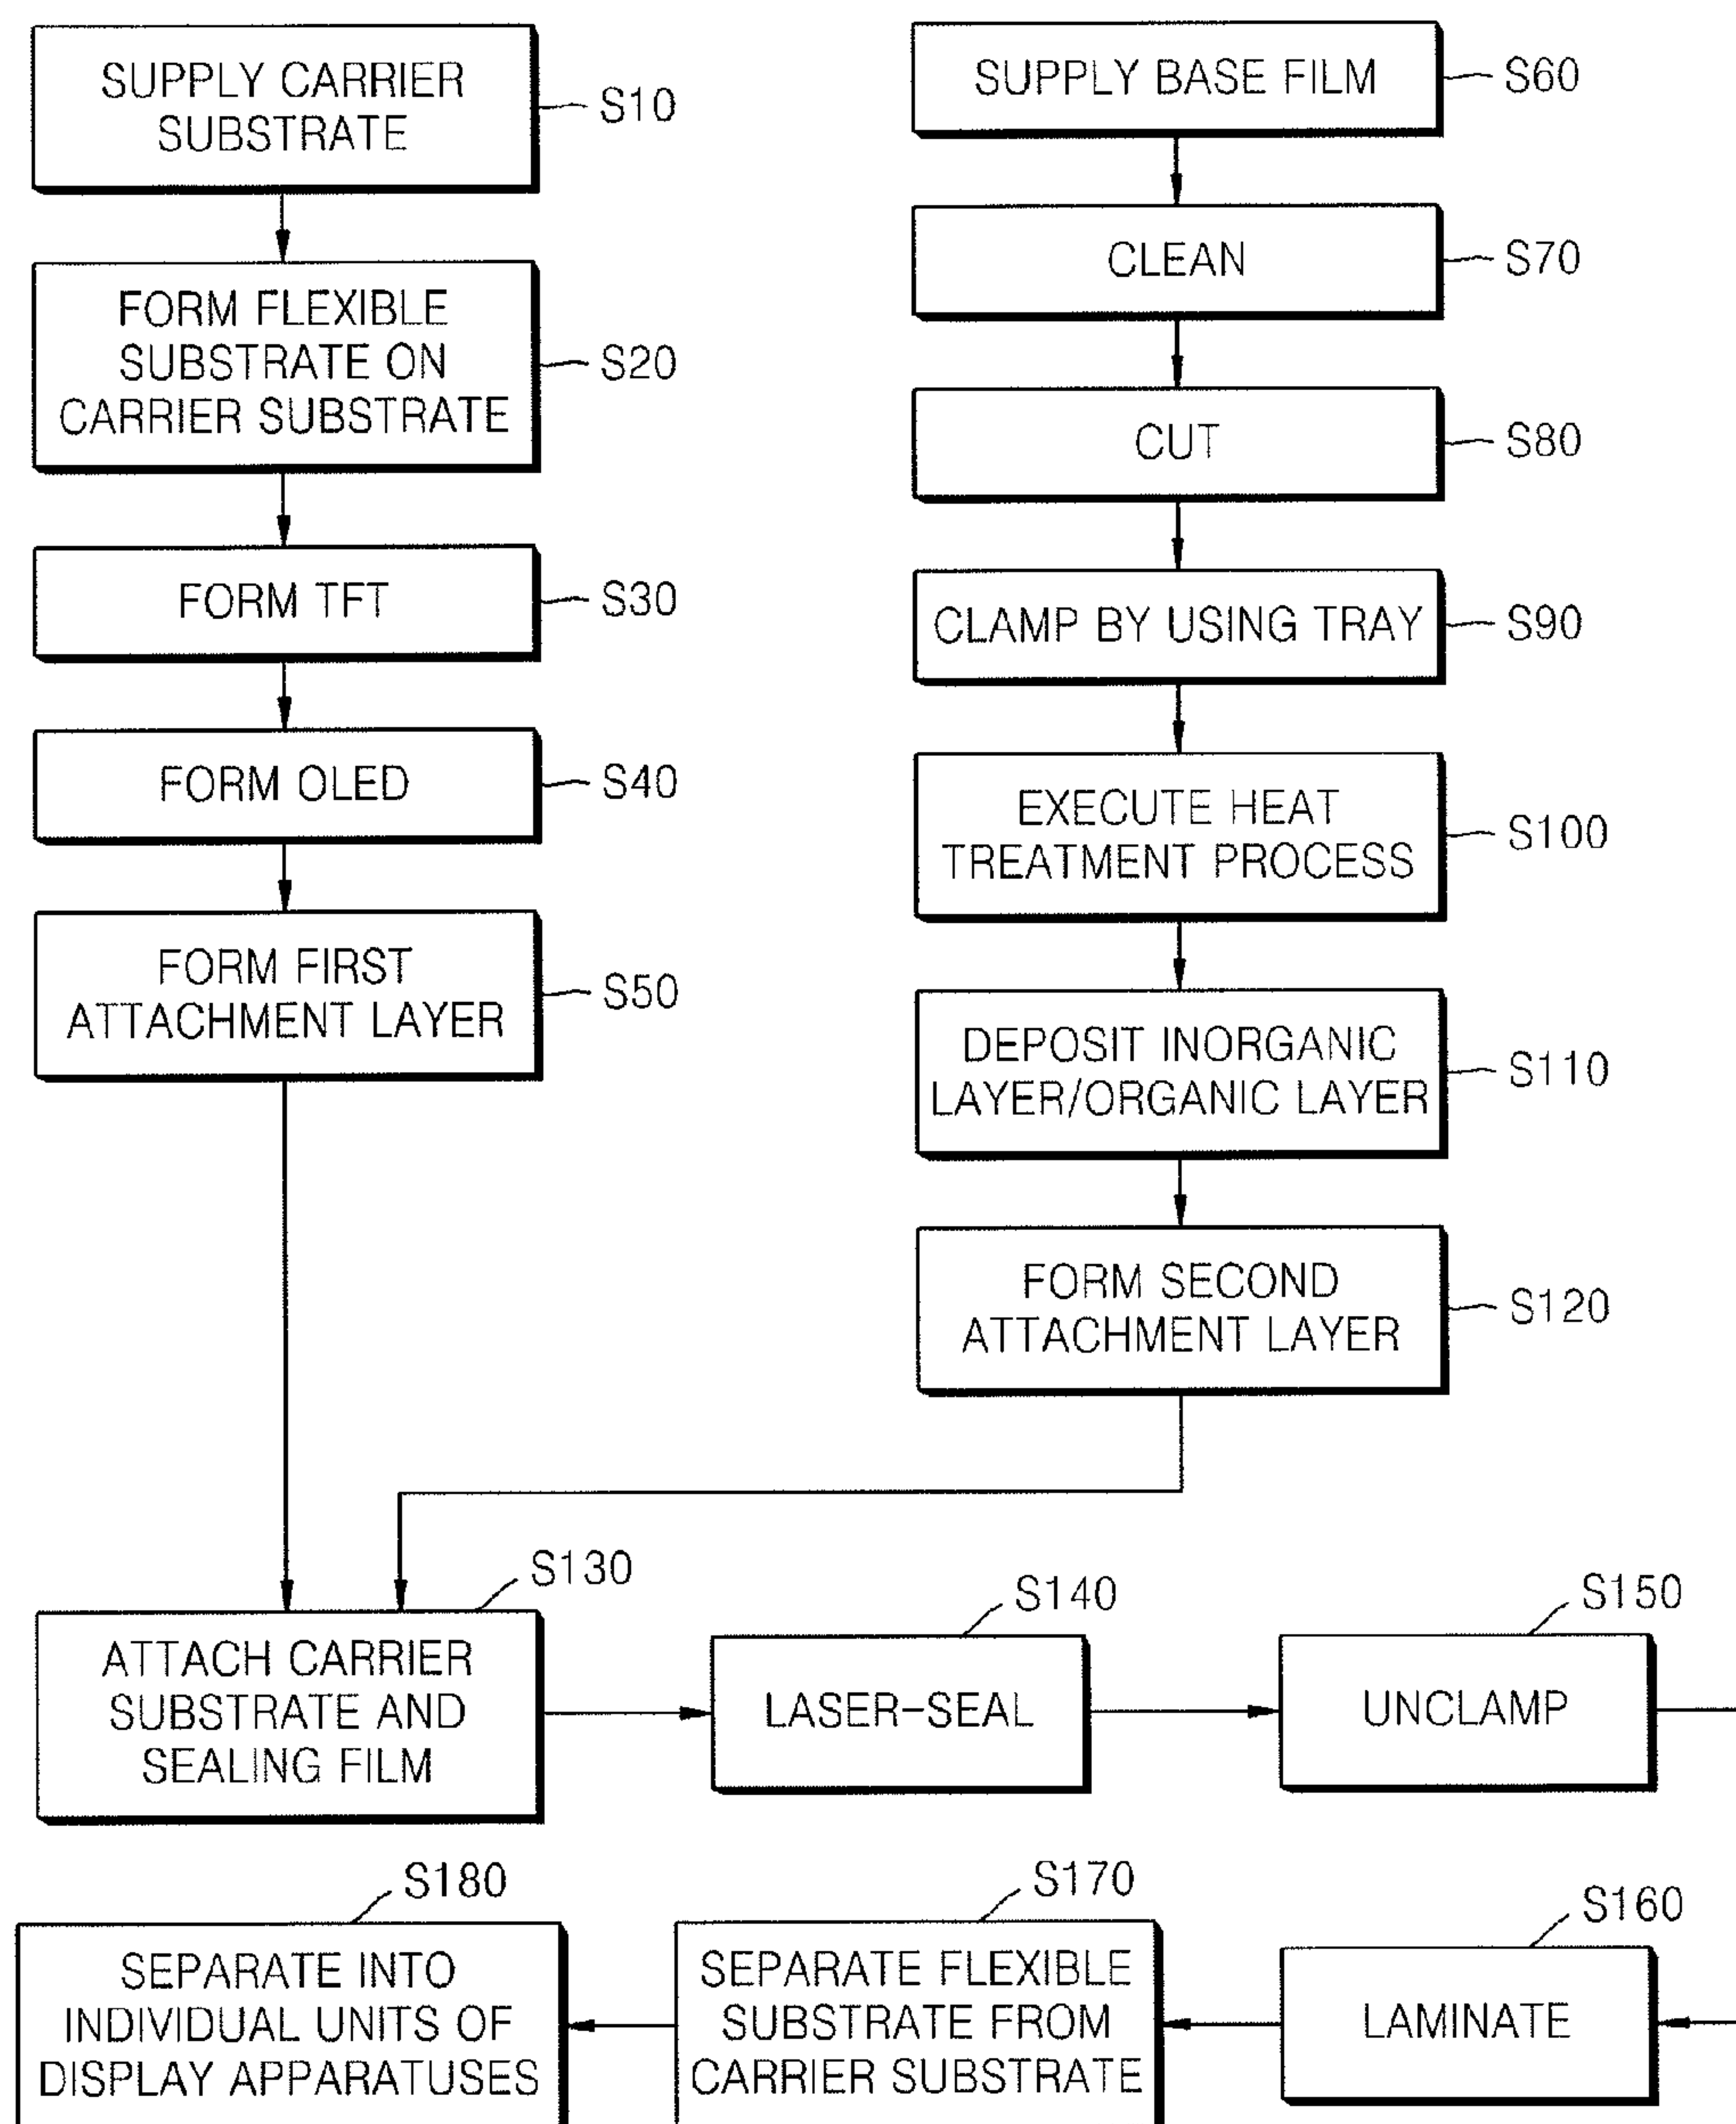 SUPPLY CARRIER
SUBSTRATE
S10
FORM FLEXIBLE
SUBSTRATE ON
CARRIER SUBSTRATE
S20
FORM TFT
S30
FORM OLED
S40
FORM FIRST
ATTACHMENT LAYER
S50
SUPPLY BASE FILM
S60
CLEAN
S70
CUT
S80
CLAMP BY USING TRAY
S90
EXECUTE HEAT
TREATMENT PROCESS
S100
DEPOSIT INORGANIC
LAYER/ORGANIC LAYER
S110
FORM SECOND
ATTACHMENT LAYER
S120
S130
ATTACH CARRIER
SUBSTRATE AND
SEALING FILM
S140
LASER-SEAL
S150
UNCLAMP
S160
LAMINATE
S170
SEPARATE FLEXIBLE
SUBSTRATE FROM
CARRIER SUBSTRATE
S180
SEPARATE INTO
INDIVIDUAL UNITS OF
DISPLAY APPARATUSES